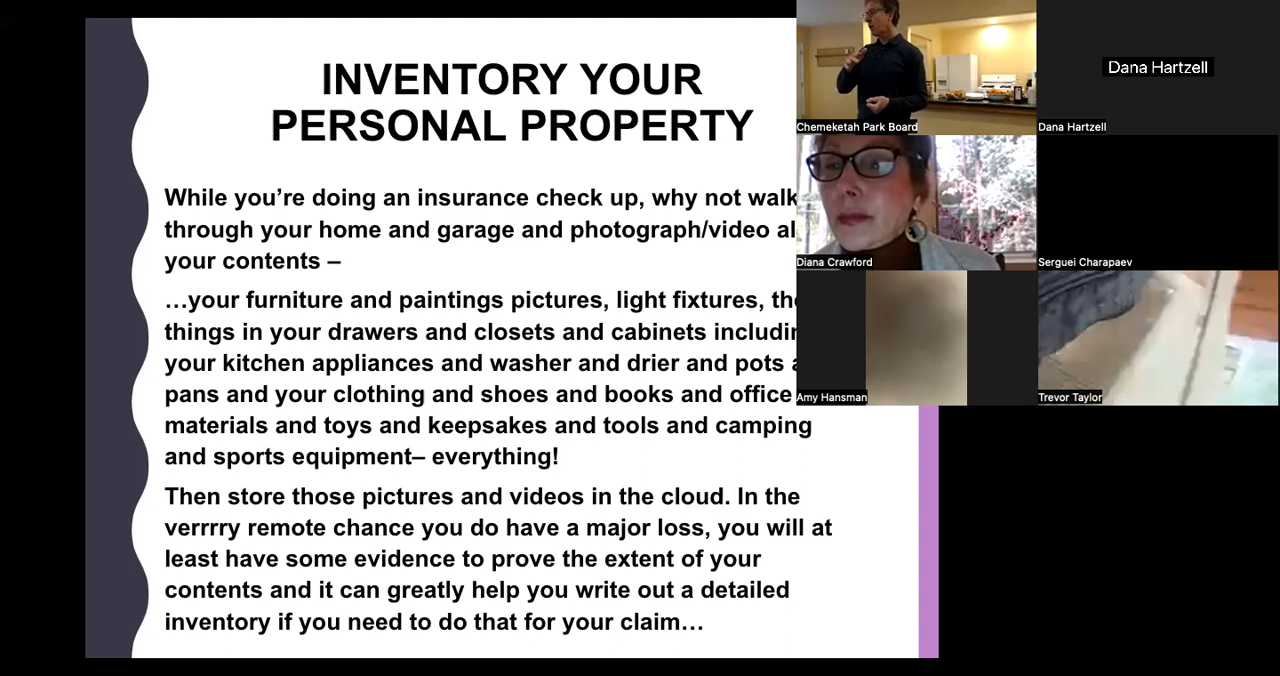 INVENTORY YOUR
PERSONAL PROPERTY
While you’re doing an insurance check up, why not walk
through your home and garage and photograph/video al
your contents –
…your furniture and paintings pictures, light fixtures, the
things in your drawers and closets and cabinets includin
your kitchen appliances and washer and drier and pots a
pans and your clothing and shoes and books and office
materials and toys and keepsakes and tools and camping
and sports equipment– everything!
Then store those pictures and videos in the cloud. In the
verrrry remote chance you do have a major loss, you will at
least have some evidence to prove the extent of your
contents and it can greatly help you write out a detailed
inventory if you need to do that for your claim…
Chemeketah Park Board
Dana Hartzell
Dana Hartzell
Diana Crawford
Serguei Charapaev
Amy Hansman
Trevor Taylor